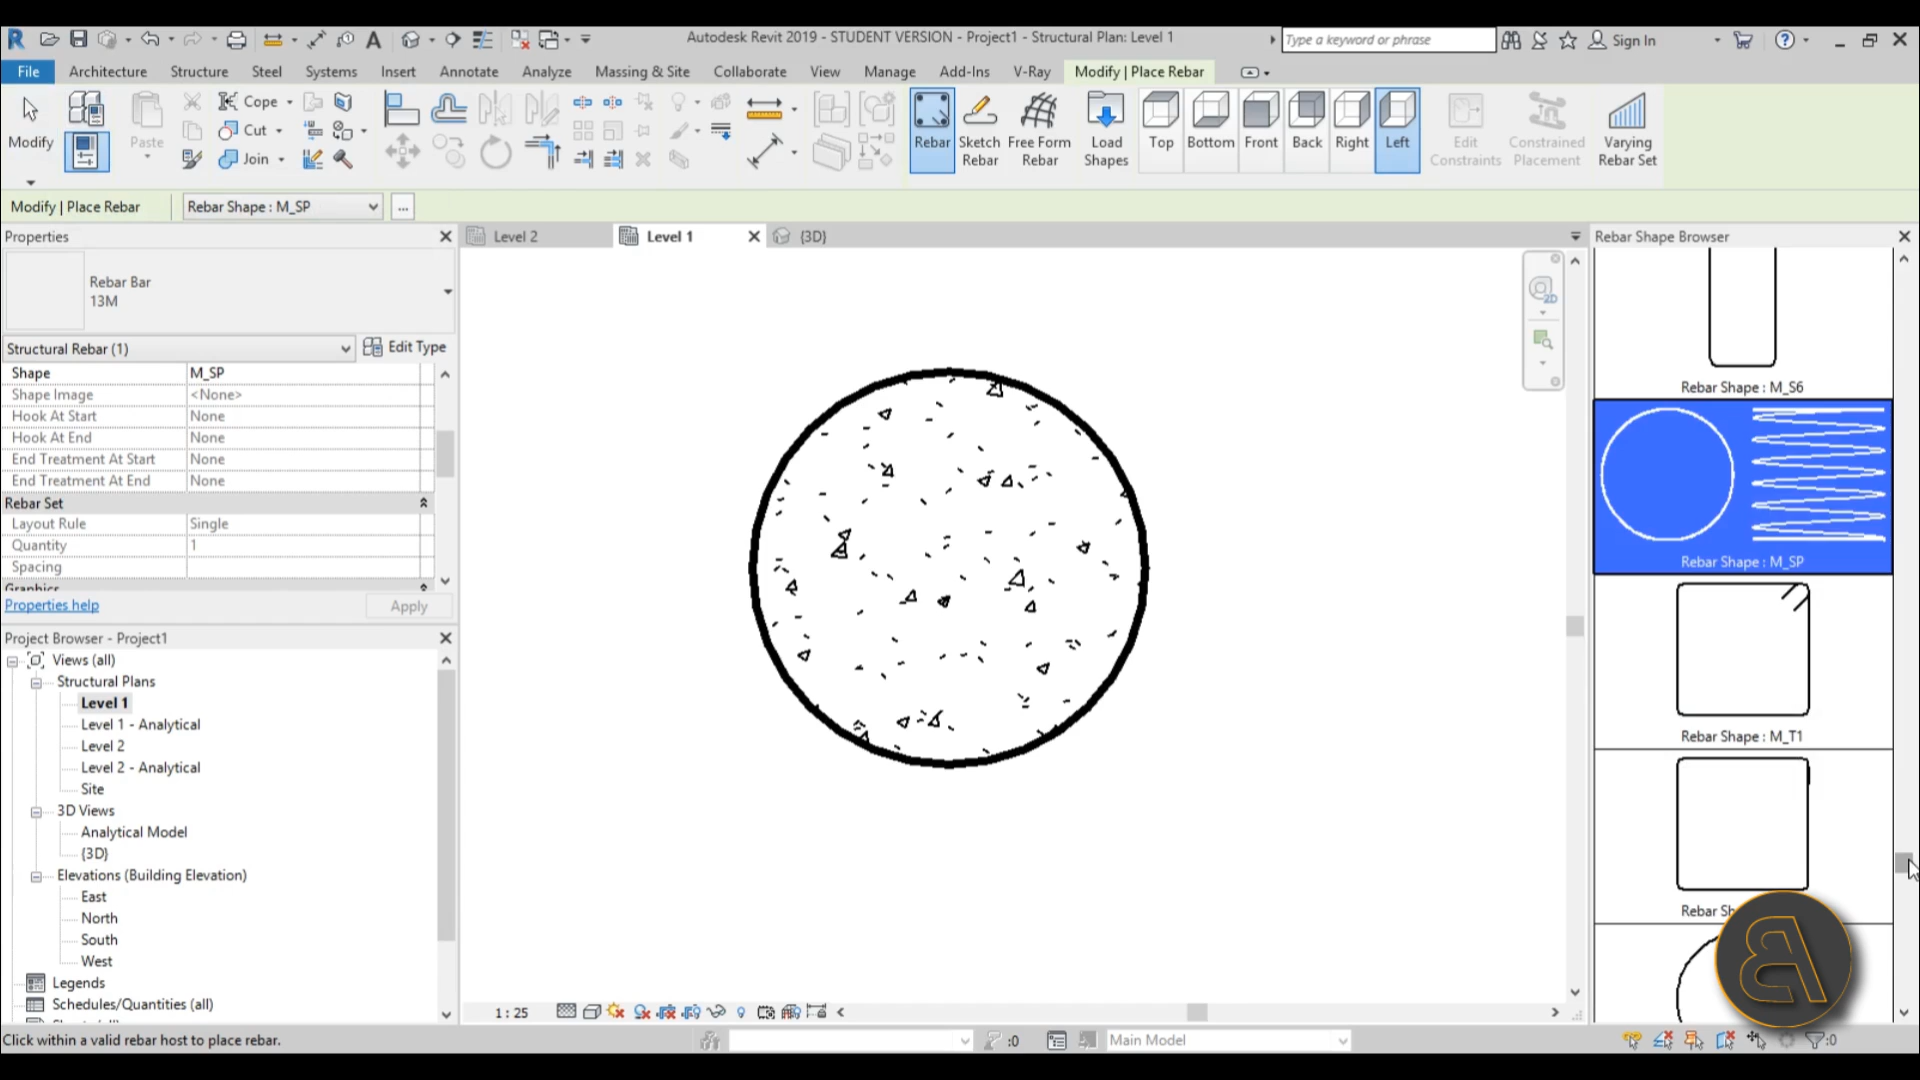 Autodesk Revit 2019 - STUDENT VERSION - Project1 - Structural Plan: Level 1
Type a keyword or phrase
Sign In
File
Architecture
Structure
Steel
Systems
Insert
Annotate
Analyze
Massing & Site
Collaborate
View
Manage
Add-Ins
V-Ray
Modify | Place Rebar
Modify
Paste
Cope
Cut
Join
Rebar
Sketch
Rebar
Free Form
Rebar
Load
Shapes
Top
Bottom
Front
Back
Right
Left
Edit
Constraints
Constrained
Placement
Varying
Rebar Set
Modify | Place Rebar
Rebar Shape : M_SP
...
Properties
Rebar Bar
13M
Structural Rebar (1)
Edit Type
Shape M_SP
Shape Image <None>
Hook At Start None
Hook At End None
End Treatment At Start None
End Treatment At End None
Rebar Set
Layout Rule Single
Quantity 1
Spacing
Graphics
Properties help
Apply
Project Browser - Project1
Views (all)
Structural Plans
Level 1
Level 1 - Analytical
Level 2
Level 2 - Analytical
Site
3D Views
Analytical Model
{3D}
Elevations (Building Elevation)
East
North
South
West
Legends
Schedules/Quantities (all)
Level 2
Level 1
{3D}
2D
1 : 25
Rebar Shape Browser
Rebar Shape : M_S6
Rebar Shape : M_SP
Rebar Shape : M_T1
Rebar
Click within a valid rebar host to place rebar.
:0
Main Model
:0